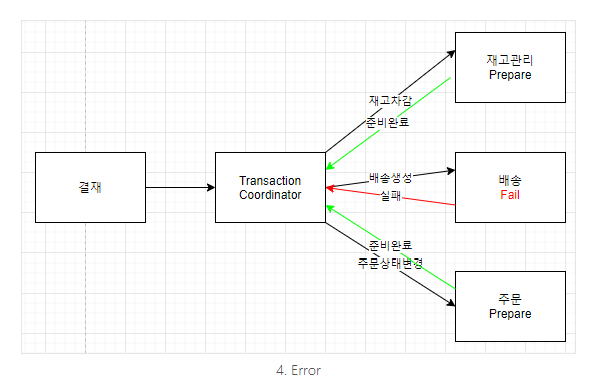 재고관리
Prepare
재고차감
준비완료
결재
Transaction
Coordinator
배송생성
실패
배송
Fail
준비완료
주문상태변경
주문
Prepare
4. Error